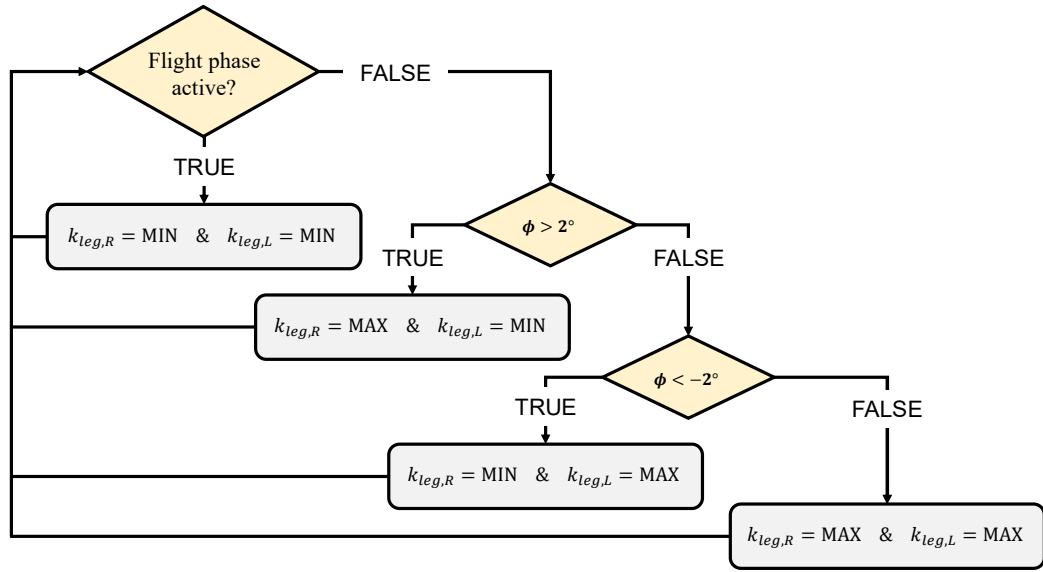 Flight phase
active?
FALSE
TRUE
k_{leg,R} = MIN & k_{leg,L} = MIN
ϕ > 2°
TRUE
FALSE
k_{leg,R} = MAX & k_{leg,L} = MIN
ϕ < −2°
TRUE
FALSE
k_{leg,R} = MIN & k_{leg,L} = MAX
k_{leg,R} = MAX & k_{leg,L} = MAX